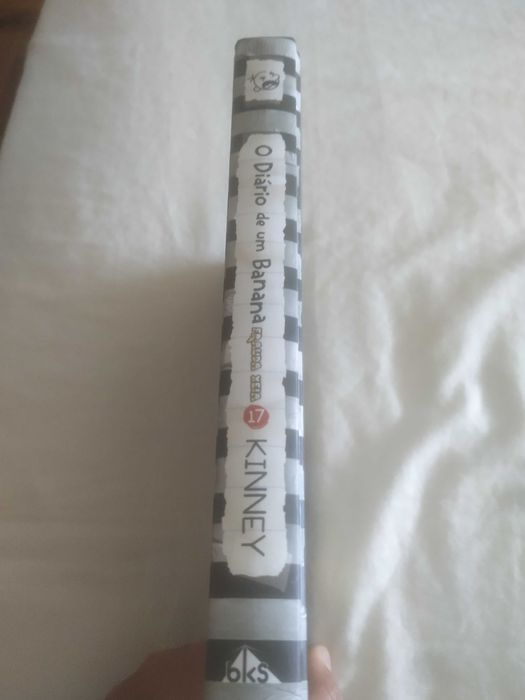 O Diário de um Banana
17
KINNEY
bks